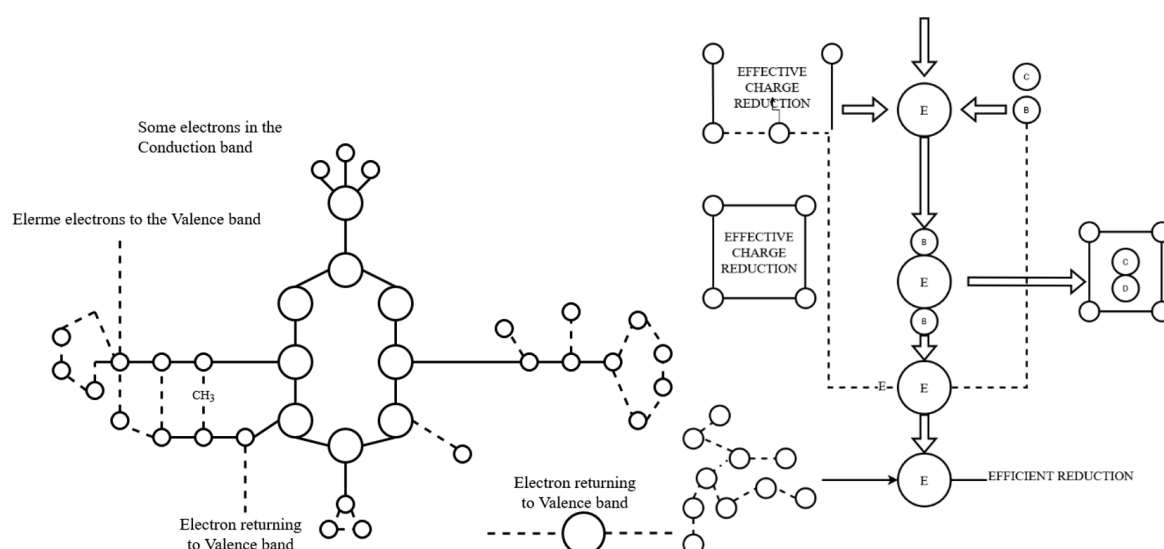 Some electrons in the
Conduction band
Elerme electrons to the Valence band
CH3
Electron returning
to Valence band
Electron returning
to Valence band
EFFECTIVE
CHARGE
REDUCTION
EFFECTIVE
CHARGE
REDUCTION
E
C
B
B
E
B
C
D
E
E
E
EFFICIENT REDUCTION